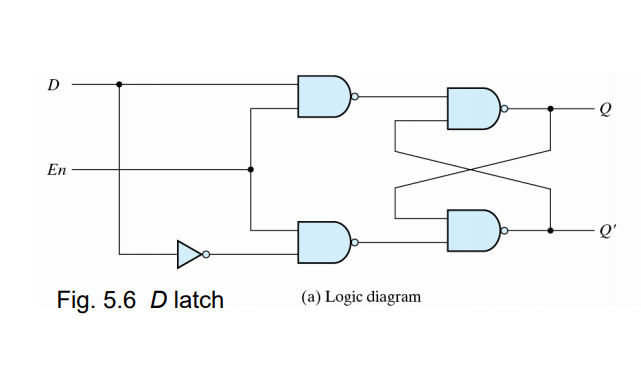 D
Q
En
Q'
Fig. 5.6 D latch
(a) Logic diagram